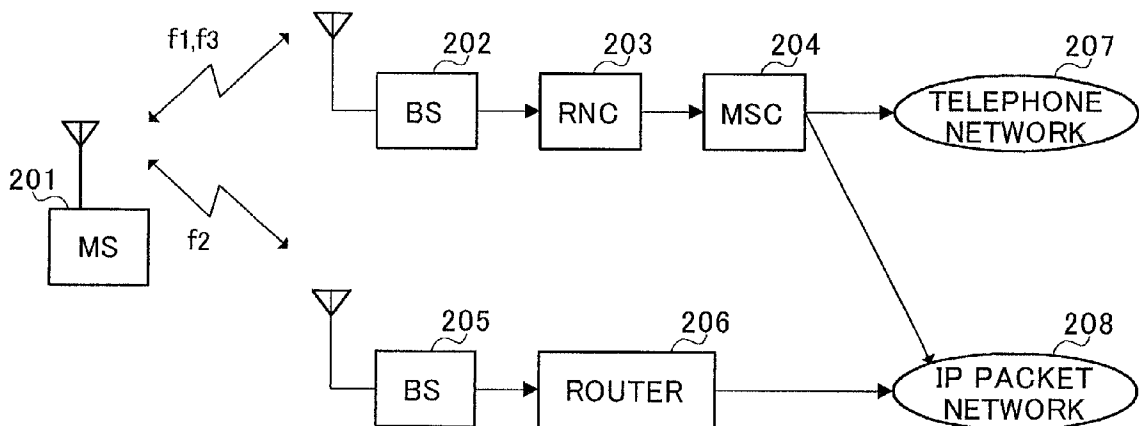 f1,f3
202
203
204
207
BS
RNC
MSC
TELEPHONE
NETWORK
201
MS
f2
205
206
208
BS
ROUTER
IP PACKET
NETWORK